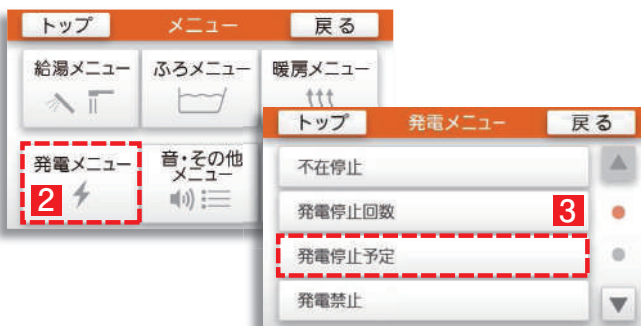 トップ
メニュー
戻る
給湯メニュー
ふろメニュー
暖房メニュー
発電メニュー
2
音・その他
メニュー
トップ
発電メニュー
戻る
不在停止
発電停止回数
3
発電停止予定
発電禁止